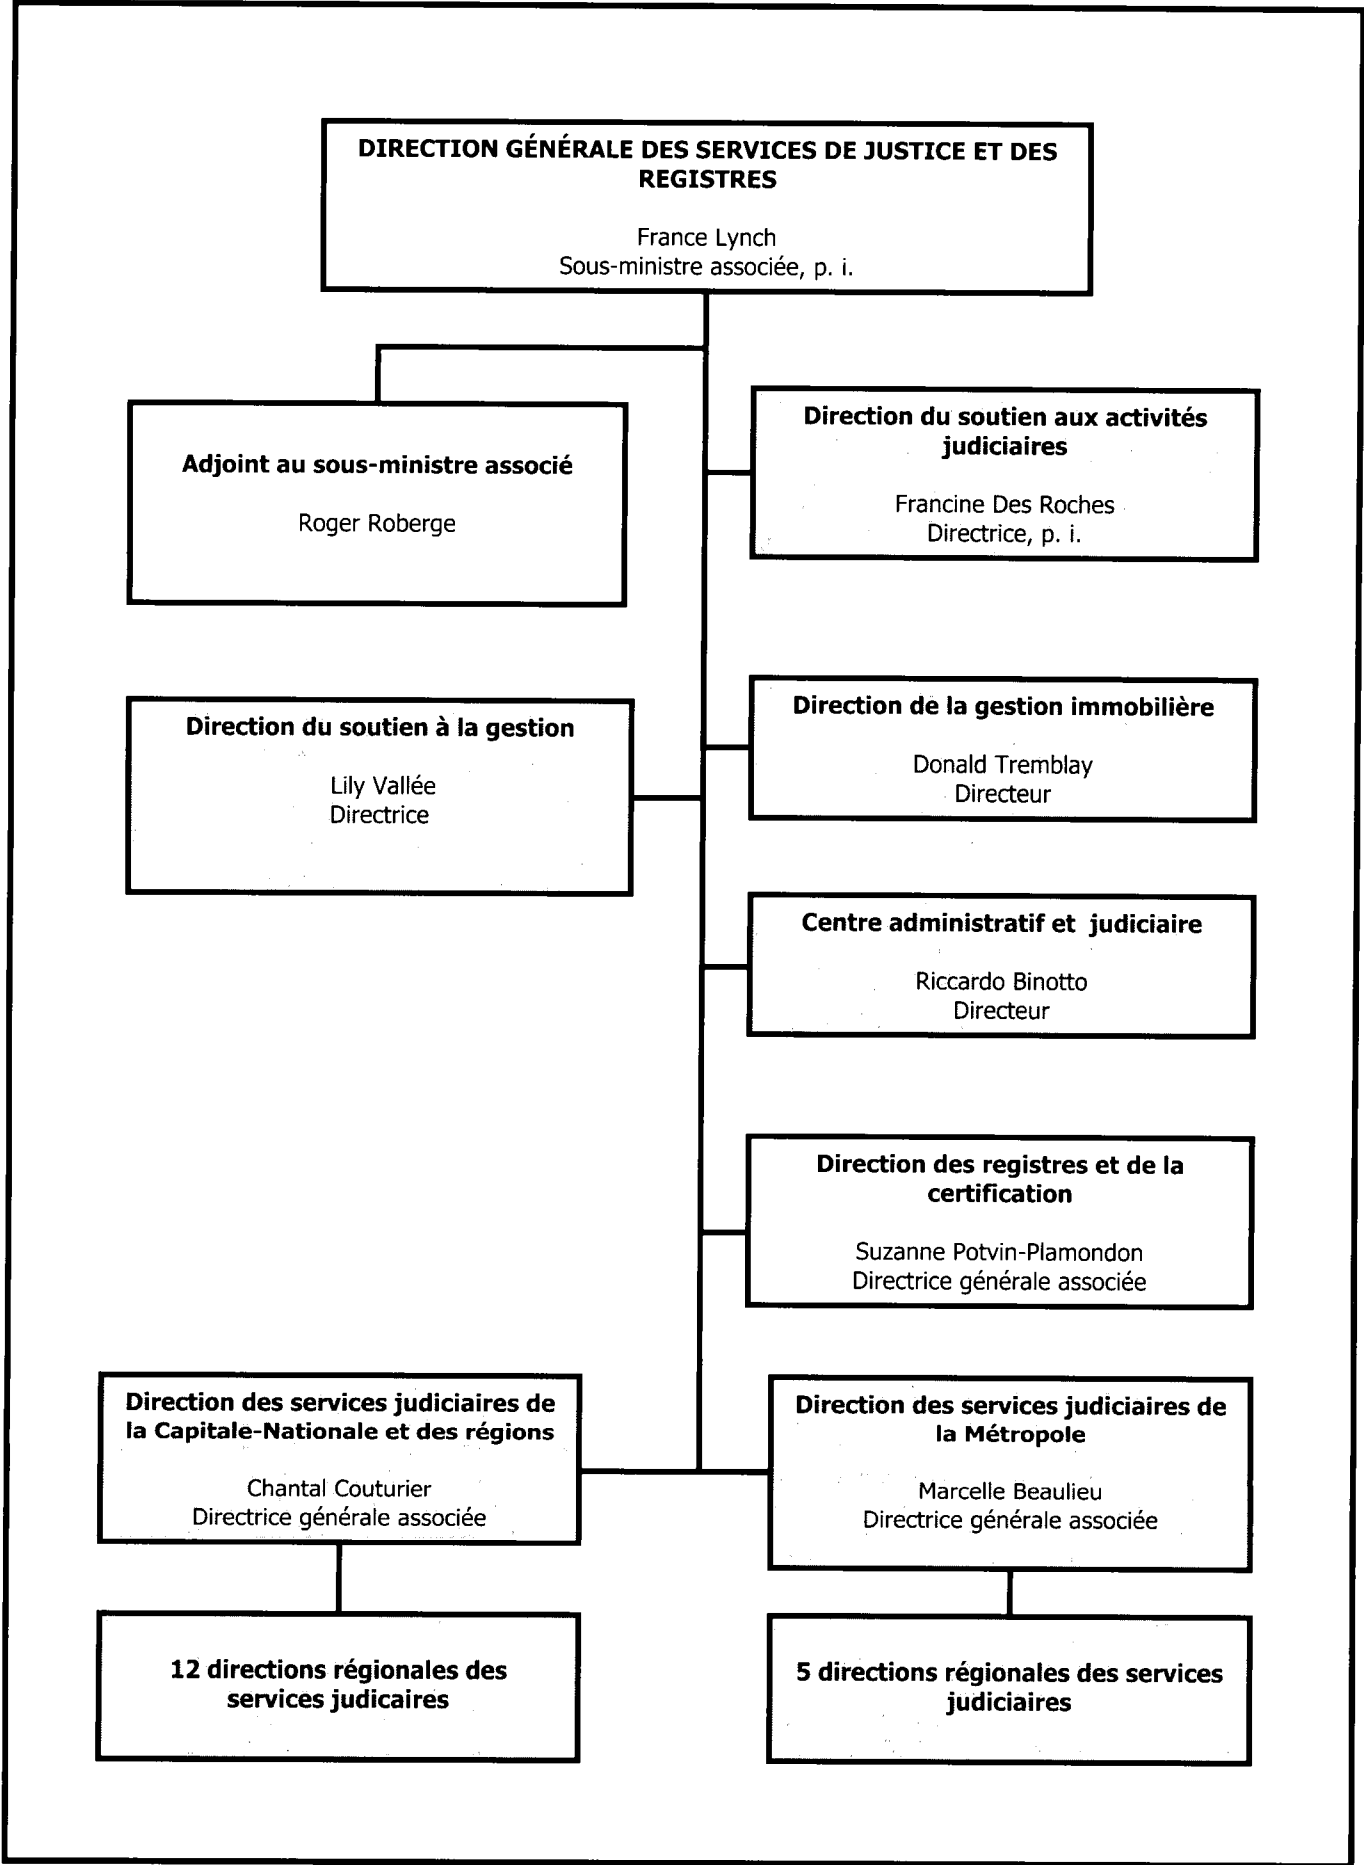 DIRECTION GÉNÉRALE DES SERVICES DE JUSTICE ET DES
REGISTRES
France Lynch
Sous-ministre associée, p. i.
Adjoint au sous-ministre associé
Roger Roberge
Direction du soutien aux activités
judiciaires
Francine Des Roches
Directrice, p. i.
Direction du soutien à la gestion
Lily Vallée
Directrice
Direction de la gestion immobilière
Donald Tremblay
Directeur
Centre administratif et judiciaire
Riccardo Binotto
Directeur
Direction des registres et de la
certification
Suzanne Potvin-Plamondon
Directrice générale associée
Direction des services judiciaires de
la Capitale-Nationale et des régions
Chantal Couturier
Directrice générale associée
Direction des services judiciaires de
la Métropole
Marcelle Beaulieu
Directrice générale associée
12 directions régionales des
services judicaires
5 directions régionales des services
judiciaires